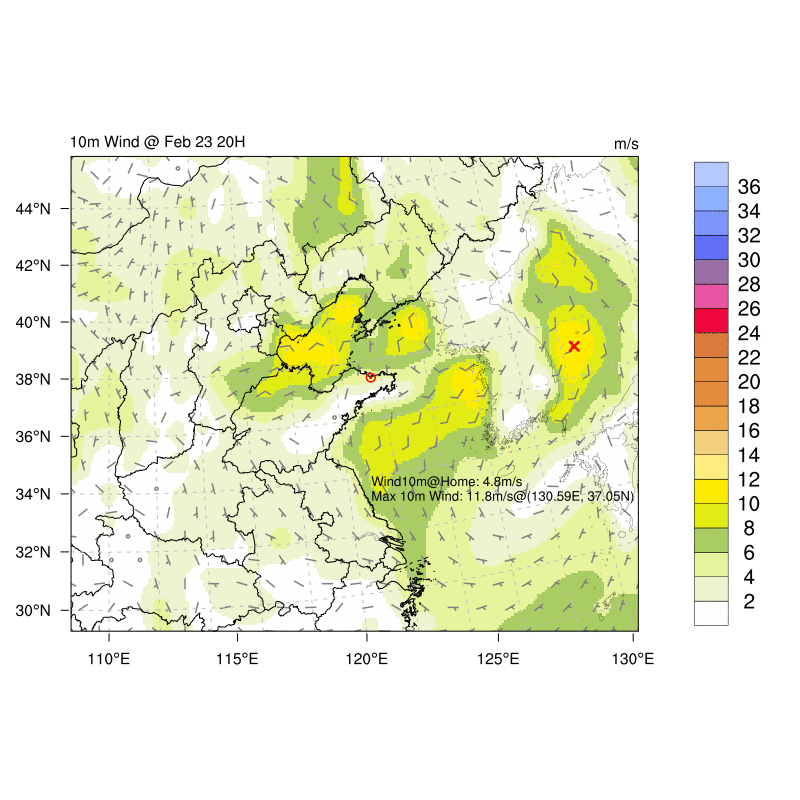 10m Wind @ Feb 23 20H
m/s
44°N
42°N
40°N
38°N
36°N
34°N
32°N
30°N
110°E
115°E
120°E
125°E
130°E
Wind10m@Home: 4.8m/s
Max 10m Wind: 11.8m/s@(130.59E, 37.05N)
36
34
32
30
28
26
24
22
20
18
16
14
12
10
8
6
4
2